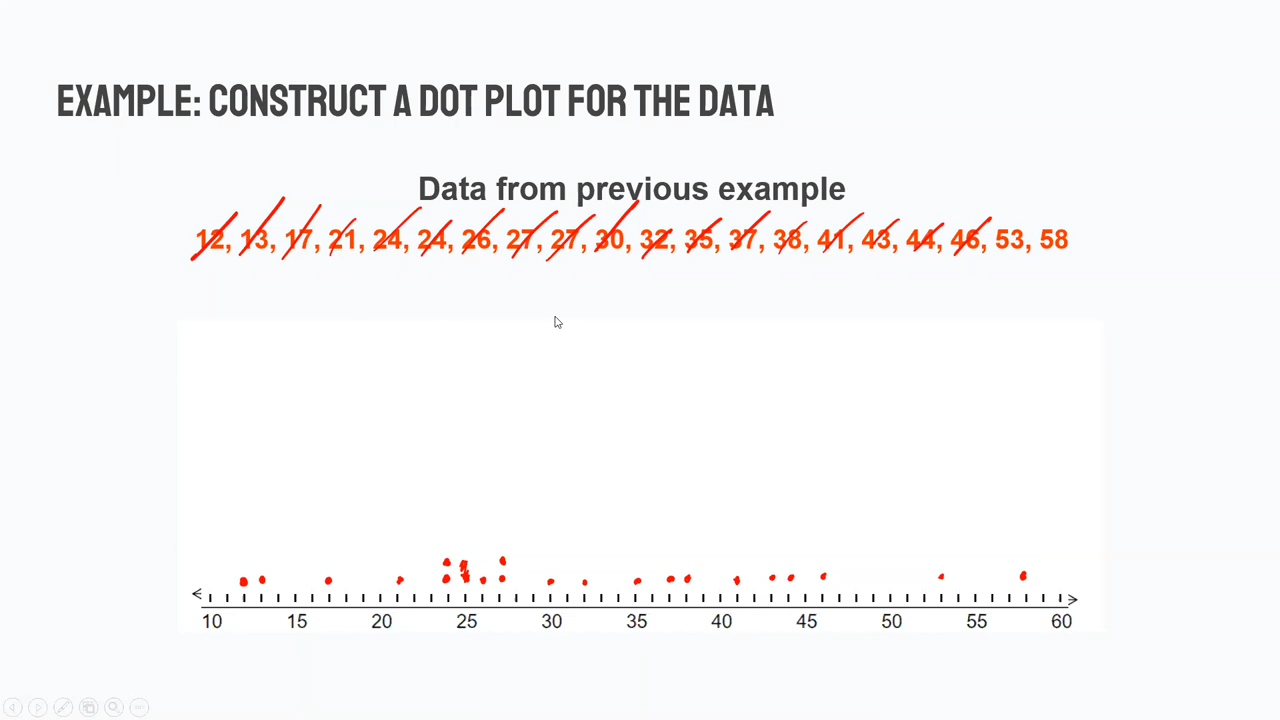 EXAMPLE: CONSTRUCT A DOT PLOT FOR THE DATA
Data from previous example
12, 13, 17, 21, 24, 24, 26, 27, 27, 30, 32, 35, 37, 38, 41, 43, 44, 46, 53, 58
10 15 20 25 30 35 40 45 50 55 60